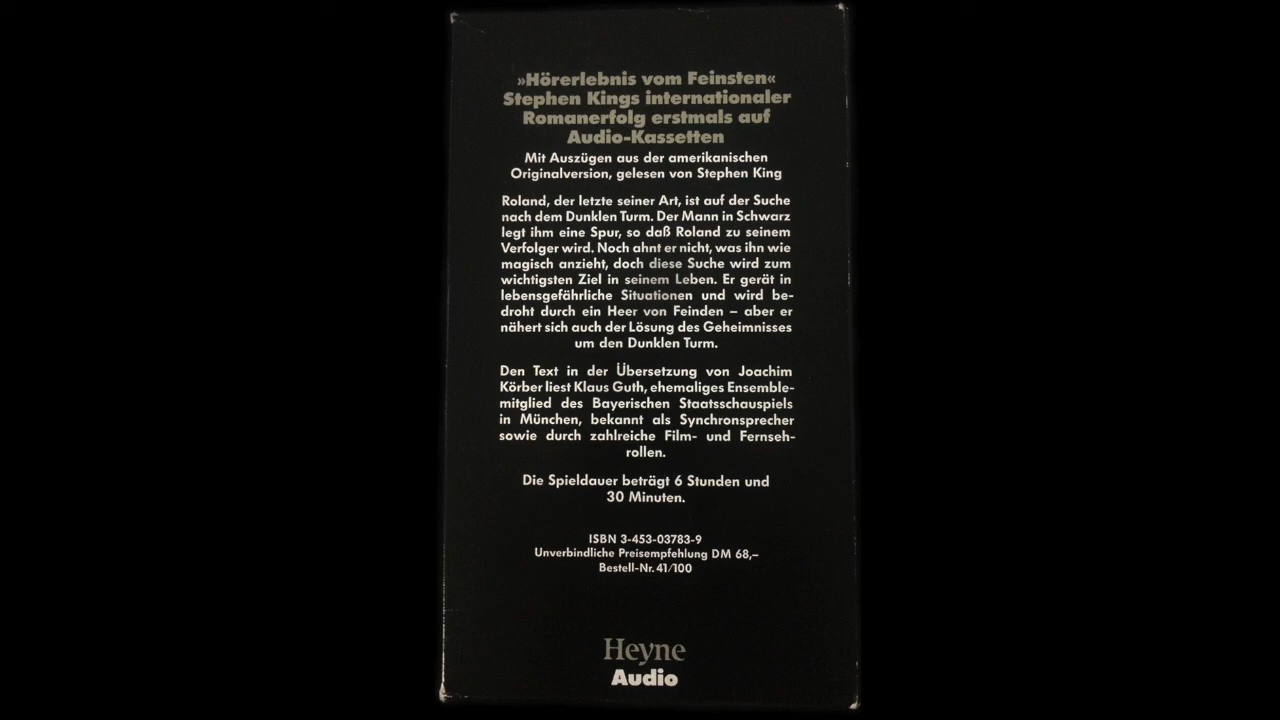 »Hörerlebnis vom Feinsten«
Stephen Kings internationaler
Romanerfolg erstmals auf
Audio-Kassetten
Mit Auszügen aus der amerikanischen
Originalversion, gelesen von Stephen King
Roland, der letzte seiner Art, ist auf der Suche
nach dem Dunklen Turm. Der Mann in Schwarz
legt ihm eine Spur, so daß Roland zu seinem
Verfolger wird. Noch ahnt er nicht, was ihn wie
magisch anzieht, doch diese Suche wird zum
wichtigsten Ziel in seinem Leben. Er gerät in
lebensgefährliche Situationen und wird be-
droht durch ein Heer von Feinden – aber er
nähert sich auch der Lösung des Geheimnisses
um den Dunklen Turm.
Den Text in der Übersetzung von Joachim
Körber liest Klaus Guth, ehemaliges Ensemble-
mitglied des Bayerischen Staatsschauspiels
in München, bekannt als Synchronsprecher
sowie durch zahlreiche Film- und Fernseh-
rollen.
Die Spieldauer beträgt 6 Stunden und
30 Minuten.
ISBN 3-453-03783-9
Unverbindliche Preisempfehlung DM 68,–
Bestell-Nr. 41/100
Heyne
Audio